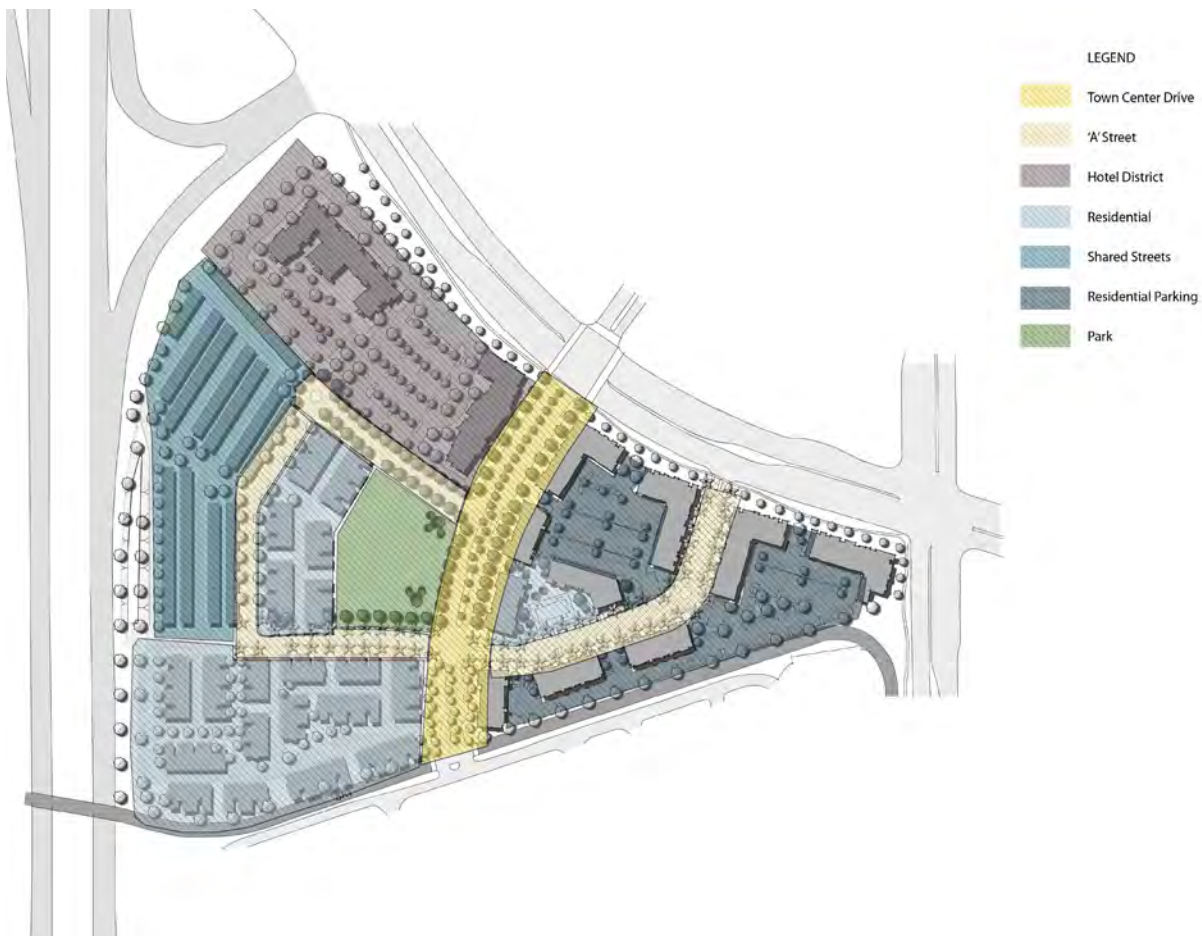 LEGEND
Town Center Drive
'A' Street
Hotel District
Residential
Shared Streets
Residential Parking
Park